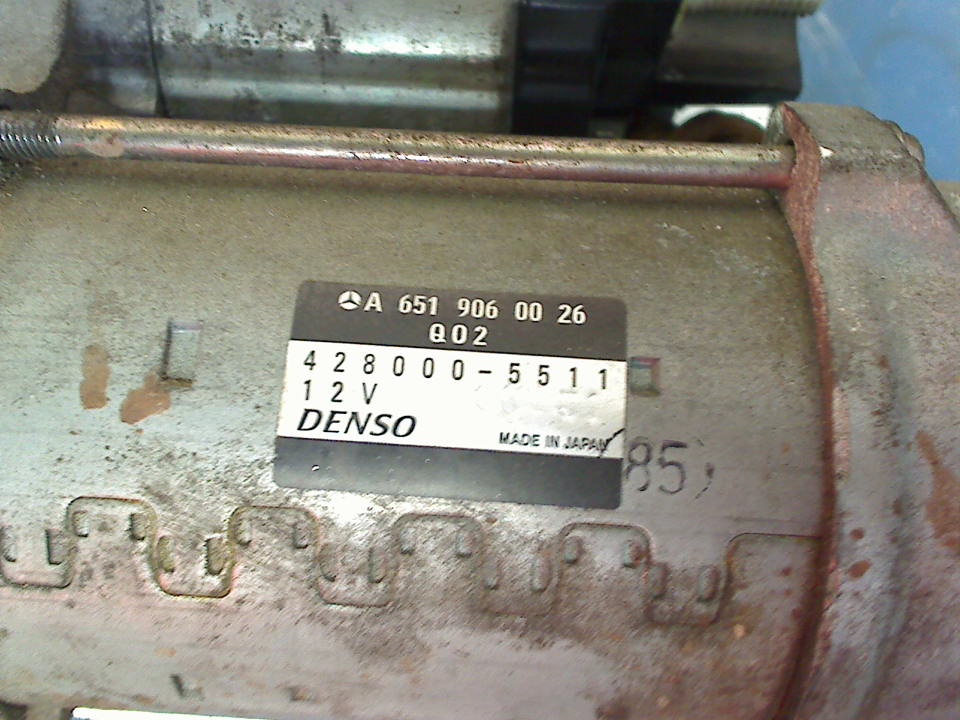 A 651 906 00 26
Q02
428000-5511
12V
DENSO
MADE IN JAPAN
85